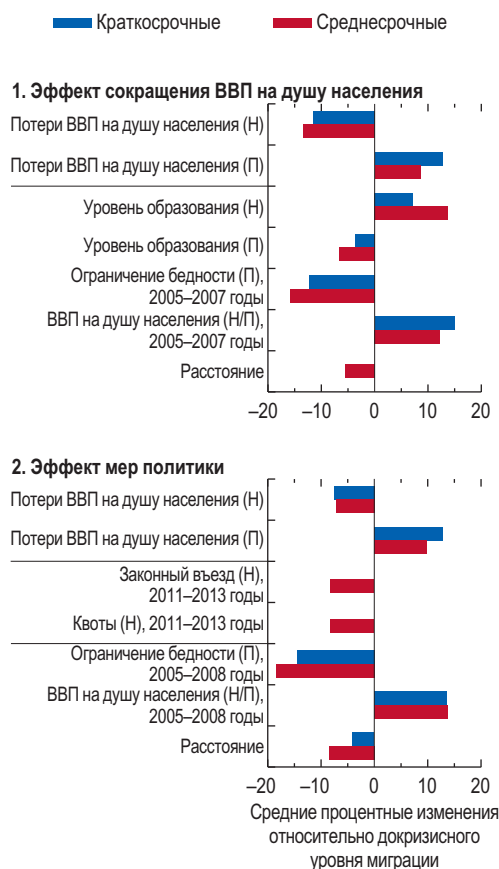 Краткосрочные Среднесрочные
1. Эффект сокращения ВВП на душу населения
Потери ВВП на душу населения (Н)
Потери ВВП на душу населения (П)
Уровень образования (Н)
Уровень образования (П)
Ограничение бедности (П),
2005–2007 годы
ВВП на душу населения (Н/П),
2005–2007 годы
Расстояние
–20 –10 0 10 20
2. Эффект мер политики
Потери ВВП на душу населения (Н)
Потери ВВП на душу населения (П)
Законный въезд (Н),
2011–2013 годы
Квоты (Н), 2011–2013 годы
Ограничение бедности (П),
2005–2008 годы
ВВП на душу населения (Н/П),
2005–2008 годы
Расстояние
–20 –10 0 10 20
Средние процентные изменения
относительно докризисного
уровня миграции